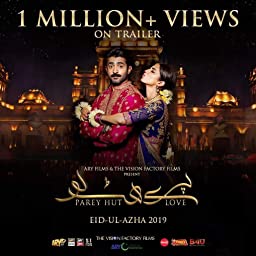 1 MILLION+ VIEWS
ON TRAILER
ARY FILMS & THE VISION FACTORY FILMS
PRESENT
پرے ہٹ لو
PAREY HUT LOVE
EID-UL-AZHA 2019
THE VISION FACTORY FILMS
ARY